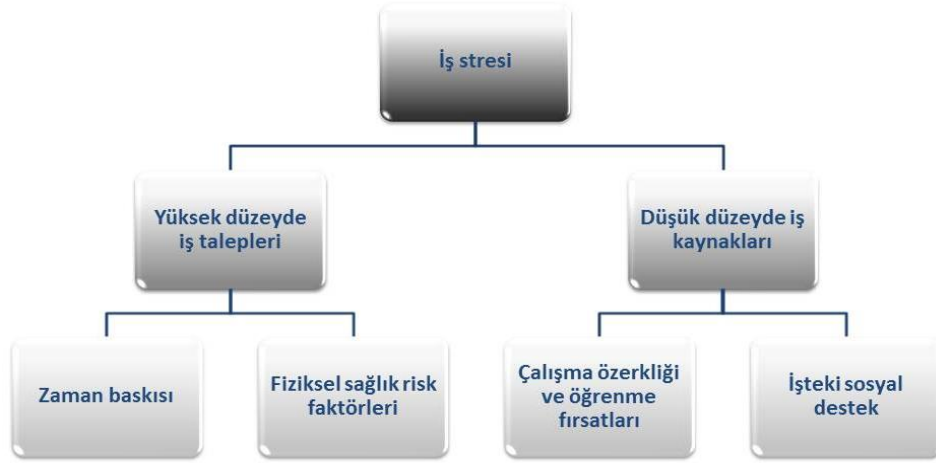 İş stresi
Yüksek düzeyde
iş talepleri
Düşük düzeyde iş
kaynakları
Zaman baskısı
Fiziksel sağlık risk
faktörleri
Çalışma özerkliği
ve öğrenme
fırsatları
İşteki sosyal
destek